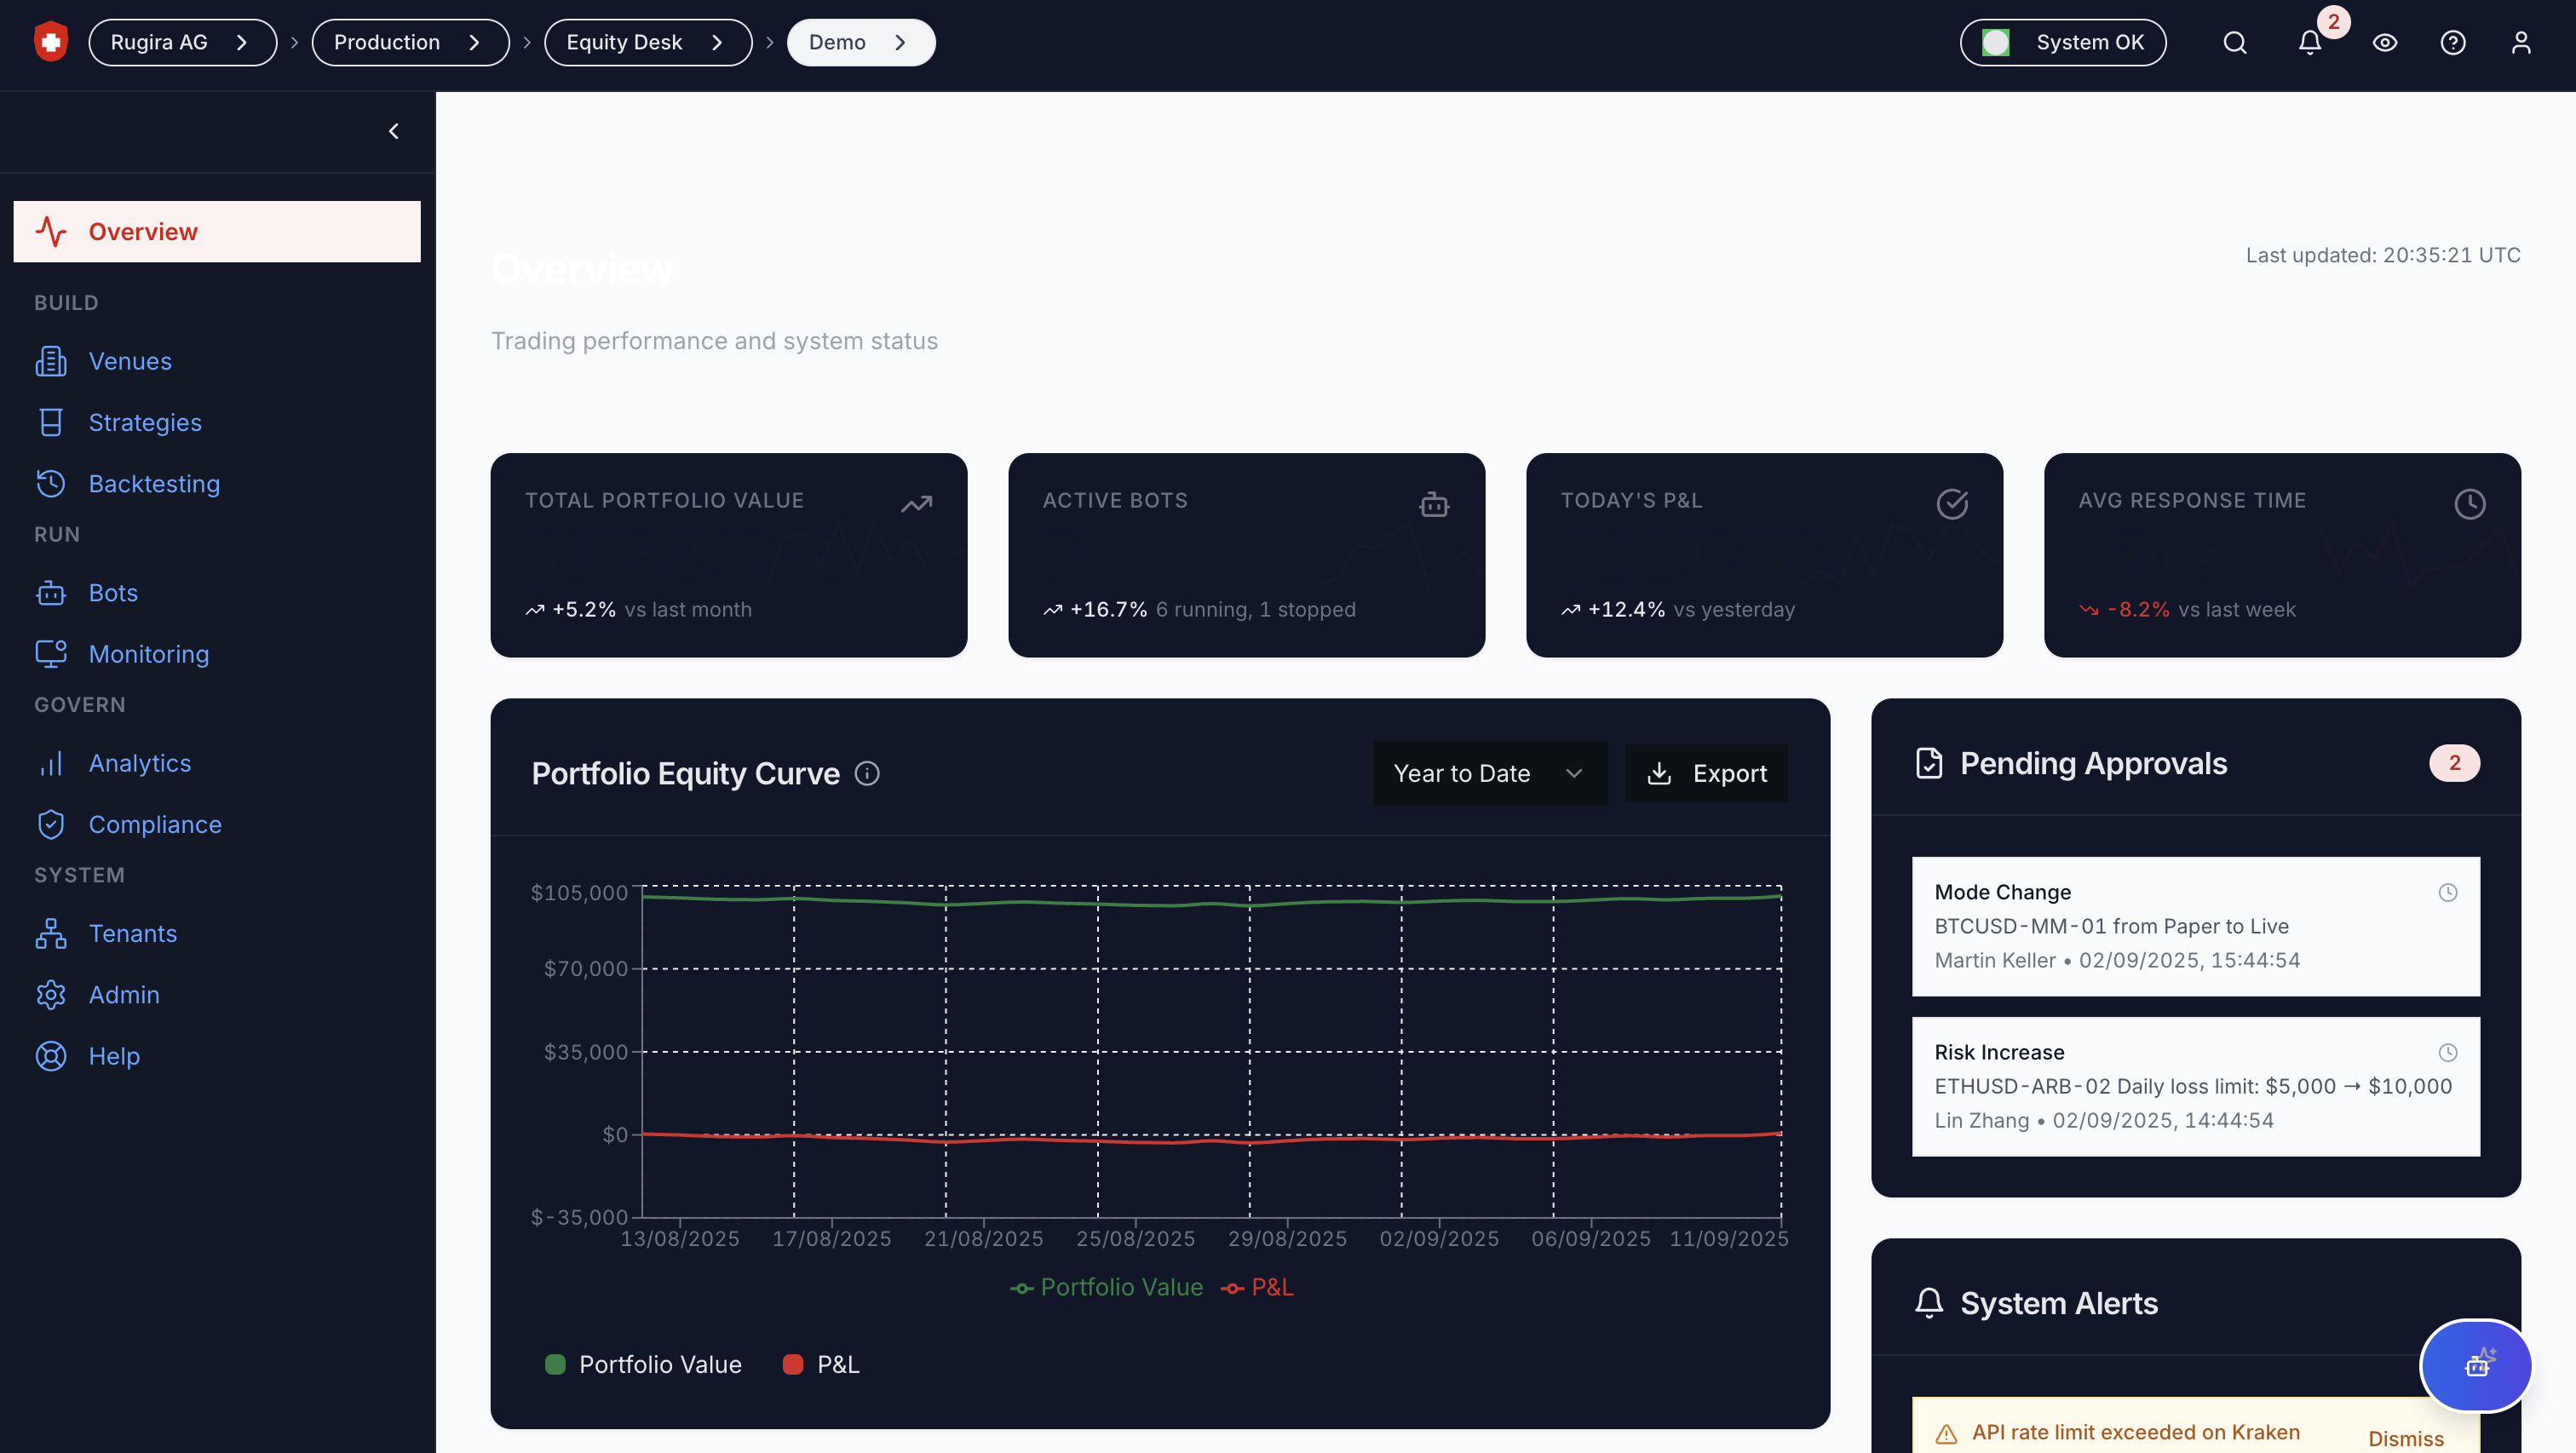 Rugira AG
Production
Equity Desk
Demo
System OK
2
Overview
BUILD
Venues
Strategies
Backtesting
RUN
Bots
Monitoring
GOVERN
Analytics
Compliance
SYSTEM
Tenants
Admin
Help
Overview
Last updated: 20:35:21 UTC
Trading performance and system status
TOTAL PORTFOLIO VALUE
+5.2% vs last month
ACTIVE BOTS
7
+16.7% 6 running, 1 stopped
TODAY'S P&L
+12.4% vs yesterday
AVG RESPONSE TIME
-8.2% vs last week
Portfolio Equity Curve
Year to Date
Export
$105,000
$70,000
$35,000
$0
$-35,000
13/08/2025 17/08/2025 21/08/2025 25/08/2025 29/08/2025 02/09/2025 06/09/2025 11/09/2025
Portfolio Value P&L
Portfolio Value P&L
Pending Approvals
2
Mode Change
BTCUSD-MM-01 from Paper to Live
Martin Keller • 02/09/2025, 15:44:54
Risk Increase
ETHUSD-ARB-02 Daily loss limit: $5,000 → $10,000
Lin Zhang • 02/09/2025, 14:44:54
System Alerts
API rate limit exceeded on Kraken
Dismiss